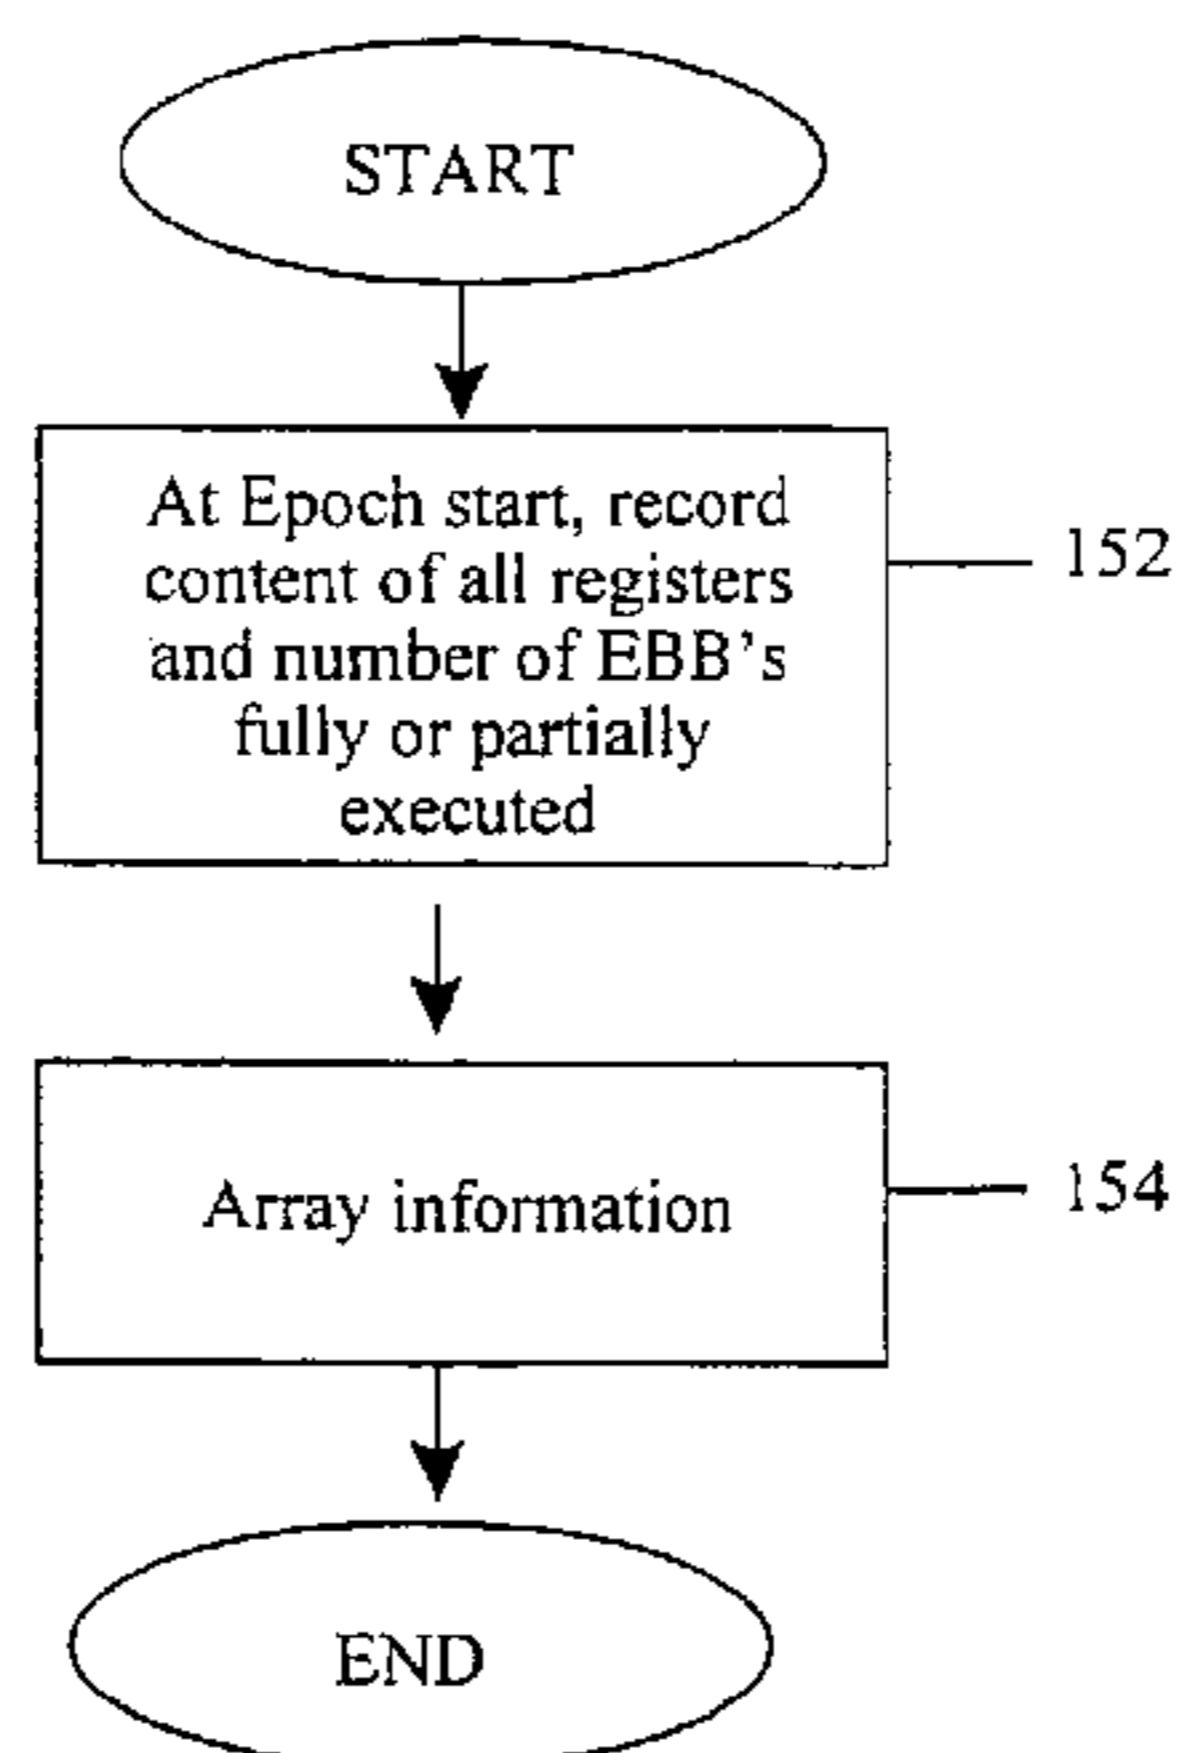 START
At Epoch start, record
content of all registers
and number of EBB's
fully or partially
executed
152
Array information
154
END